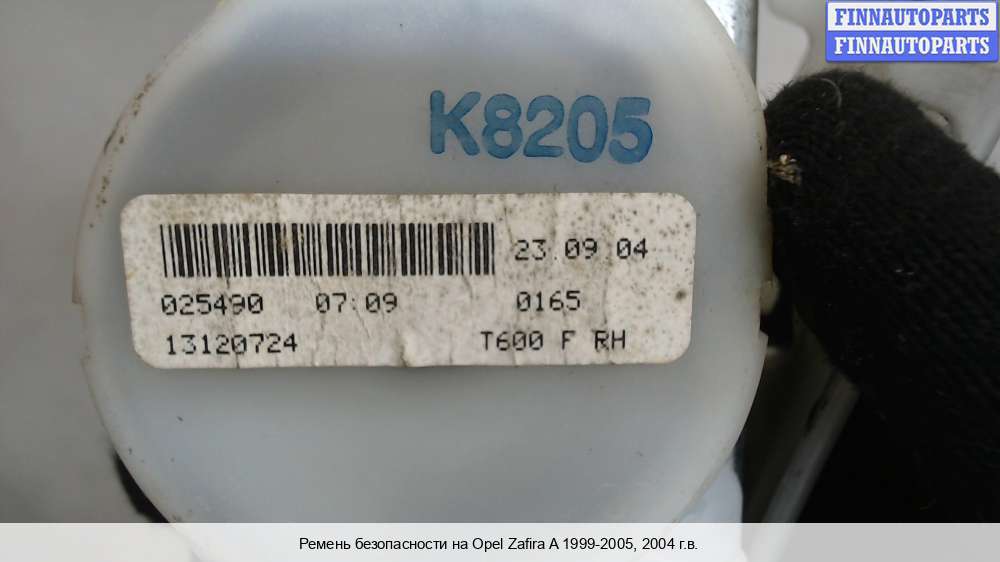 FINNAUTOPARTS
FINNAUTOPARTS
K8205
23.09.04
025490 07:09 0165
13120724 T600 F RH
Ремень безопасности на Opel Zafira A 1999-2005, 2004 г.в.